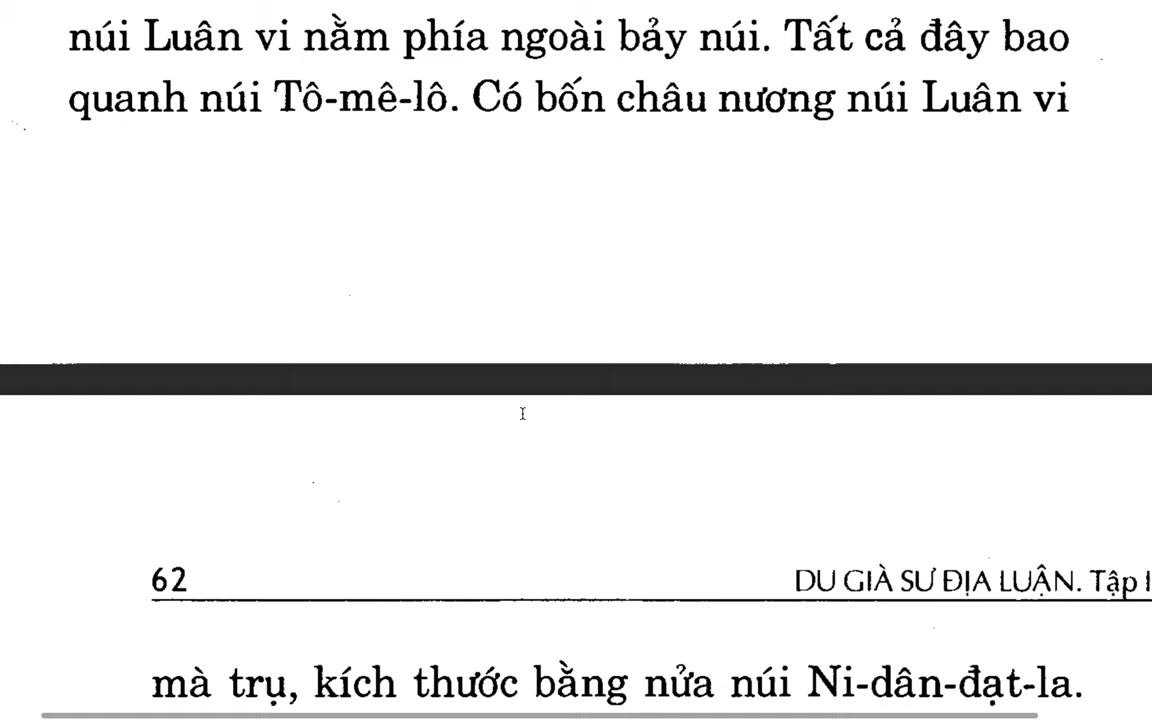 núi Luân vi nằm phía ngoài bảy núi. Tất cả đây bao
quanh núi Tô-mê-lô. Có bốn châu nương núi Luân vi
62
DU GIÀ SƯ ĐỊA LUẬN. Tập I
mà trụ, kích thước bằng nửa núi Ni-dân-đạt-la.